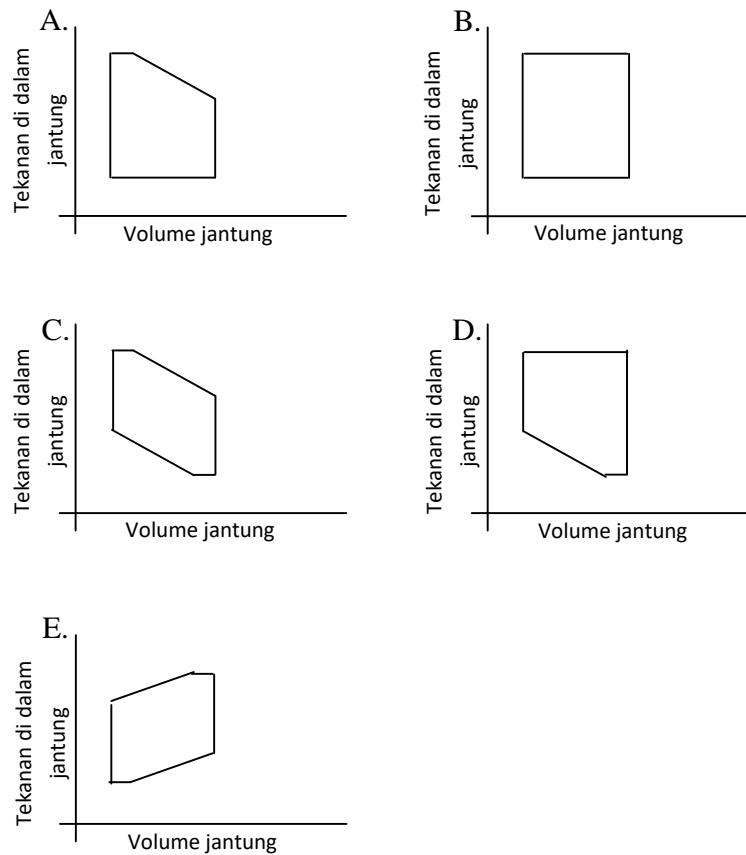 A.
Tekanan di dalam
jantung
Volume jantung
B.
Tekanan di dalam
jantung
Volume jantung
C.
Tekanan di dalam
jantung
Volume jantung
D.
Tekanan di dalam
jantung
Volume jantung
E.
Tekanan di dalam
jantung
Volume jantung